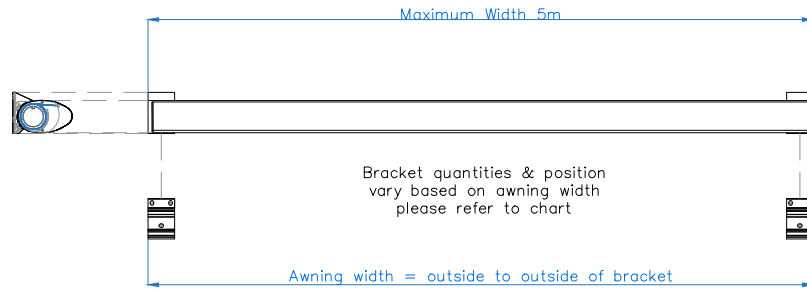 Maximum Width 5m
Bracket quantities & position
vary based on awning width
please refer to chart
Awning width = outside to outside of bracket